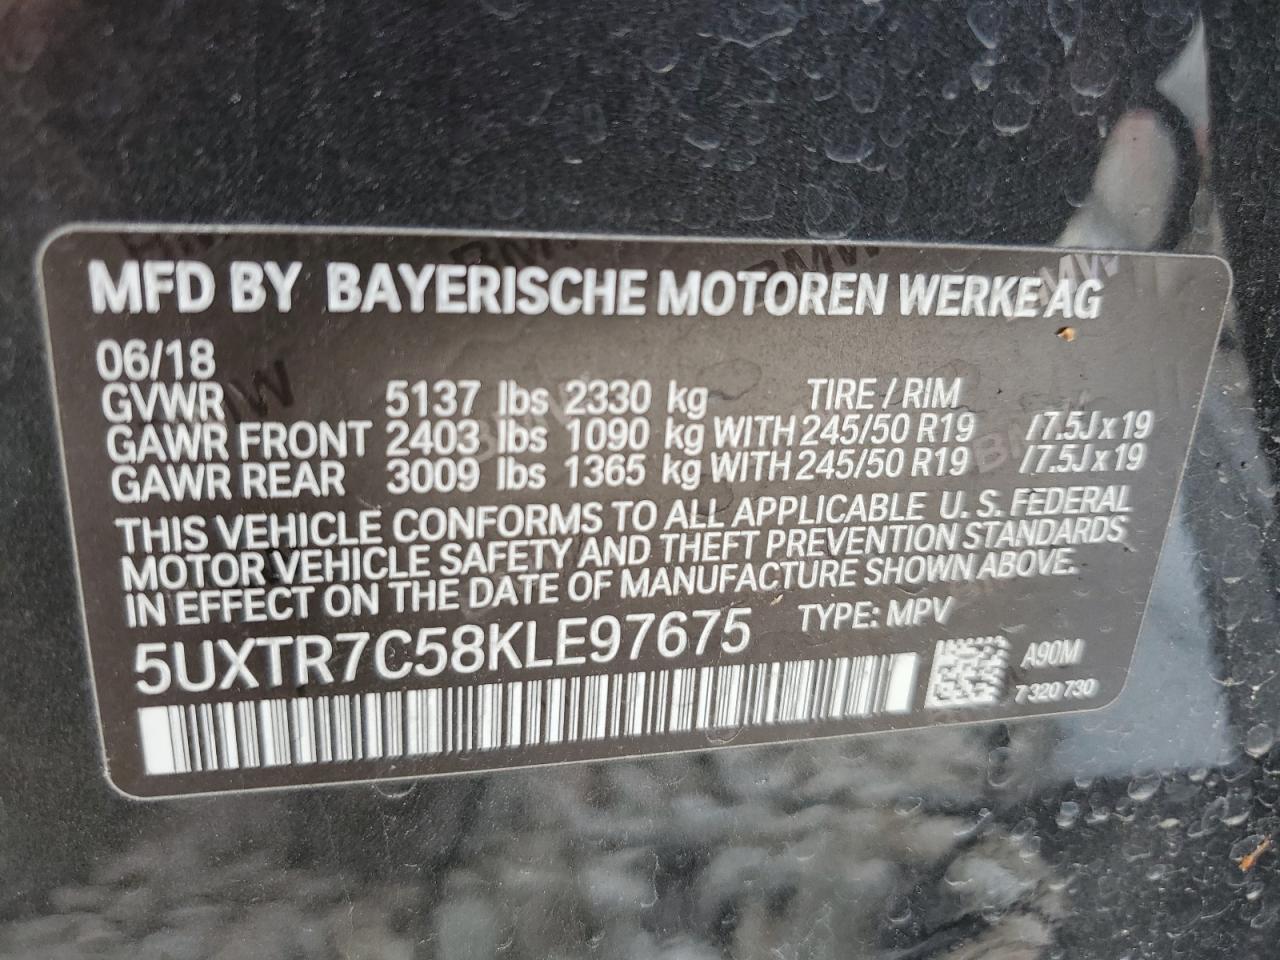 MFD BY BAYERISCHE MOTOREN WERKE AG
06/18
GVWR 5137 lbs 2330 kg TIRE / RIM
GAWR FRONT 2403 lbs 1090 kg WITH 245/50 R19 / 7.5J x 19
GAWR REAR 3009 lbs 1365 kg WITH 245/50 R19 / 7.5J x 19
THIS VEHICLE CONFORMS TO ALL APPLICABLE U. S. FEDERAL
MOTOR VEHICLE SAFETY AND THEFT PREVENTION STANDARDS
IN EFFECT ON THE DATE OF MANUFACTURE SHOWN ABOVE.
5UXTR7C58KLE97675 TYPE: MPV
A90M
7 320 730